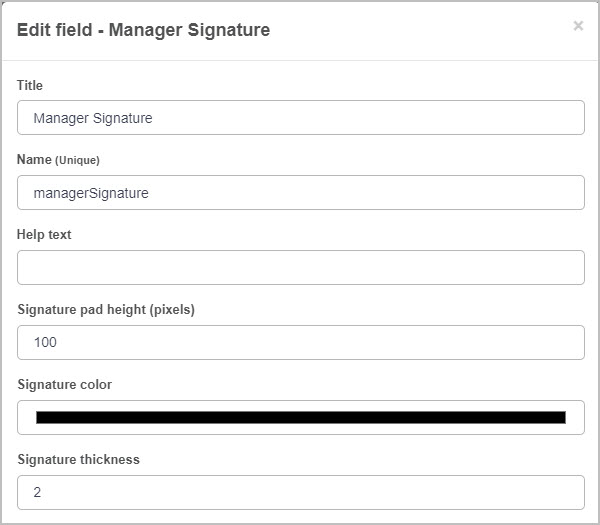 Edit field - Manager Signature
×
Title
Manager Signature
Name (Unique)
managerSignature
Help text
Signature pad height (pixels)
100
Signature color
Signature thickness
2